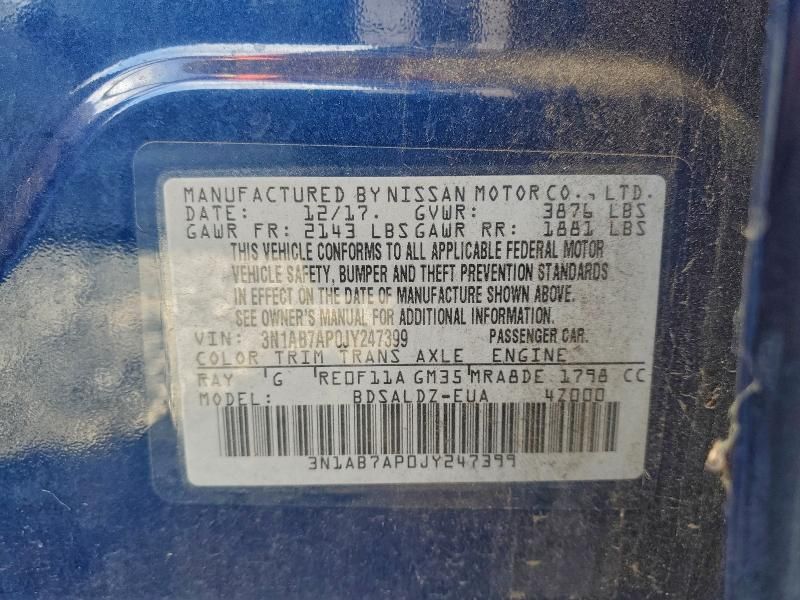 MANUFACTURED BY NISSAN MOTOR CO., LTD.
DATE: 12/17. GVWR: 3876 LBS
GAWR FR: 2143 LBS GAWR RR: 1881 LBS
THIS VEHICLE CONFORMS TO ALL APPLICABLE FEDERAL MOTOR
VEHICLE SAFETY, BUMPER AND THEFT PREVENTION STANDARDS
IN EFFECT ON THE DATE OF MANUFACTURE SHOWN ABOVE.
SEE OWNER'S MANUAL FOR ADDITIONAL INFORMATION.
VIN: 3N1AB7AP0JY247399 PASSENGER CAR.
COLOR TRIM TRANS AXLE ENGINE
RAY G RE0F11A GM35 MRA8DE 1798 CC
MODEL: BDSALDZ-EUA 4Z000
3N1AB7AP0JY247399